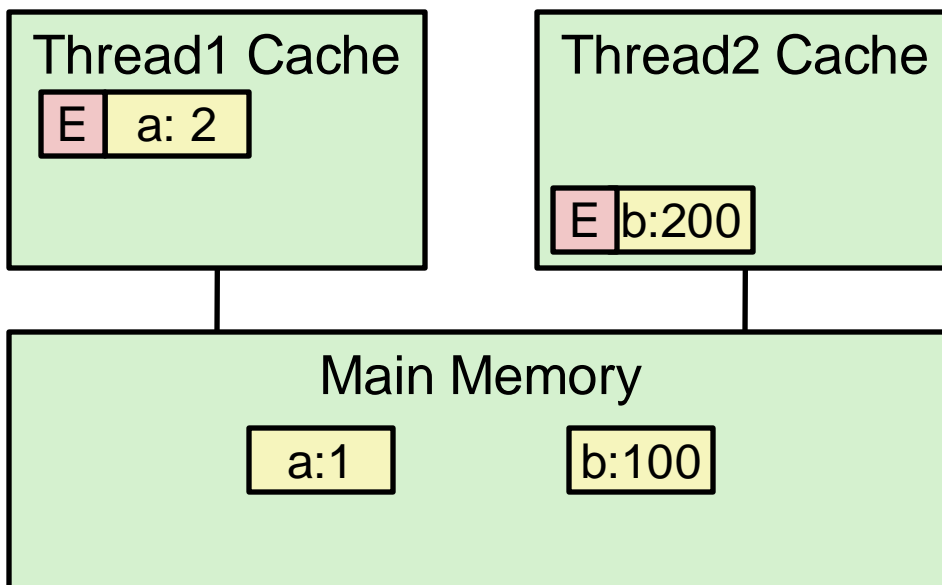 Thread1 Cache
E a: 2
Thread2 Cache
E b:200
Main Memory
a:1 b:100